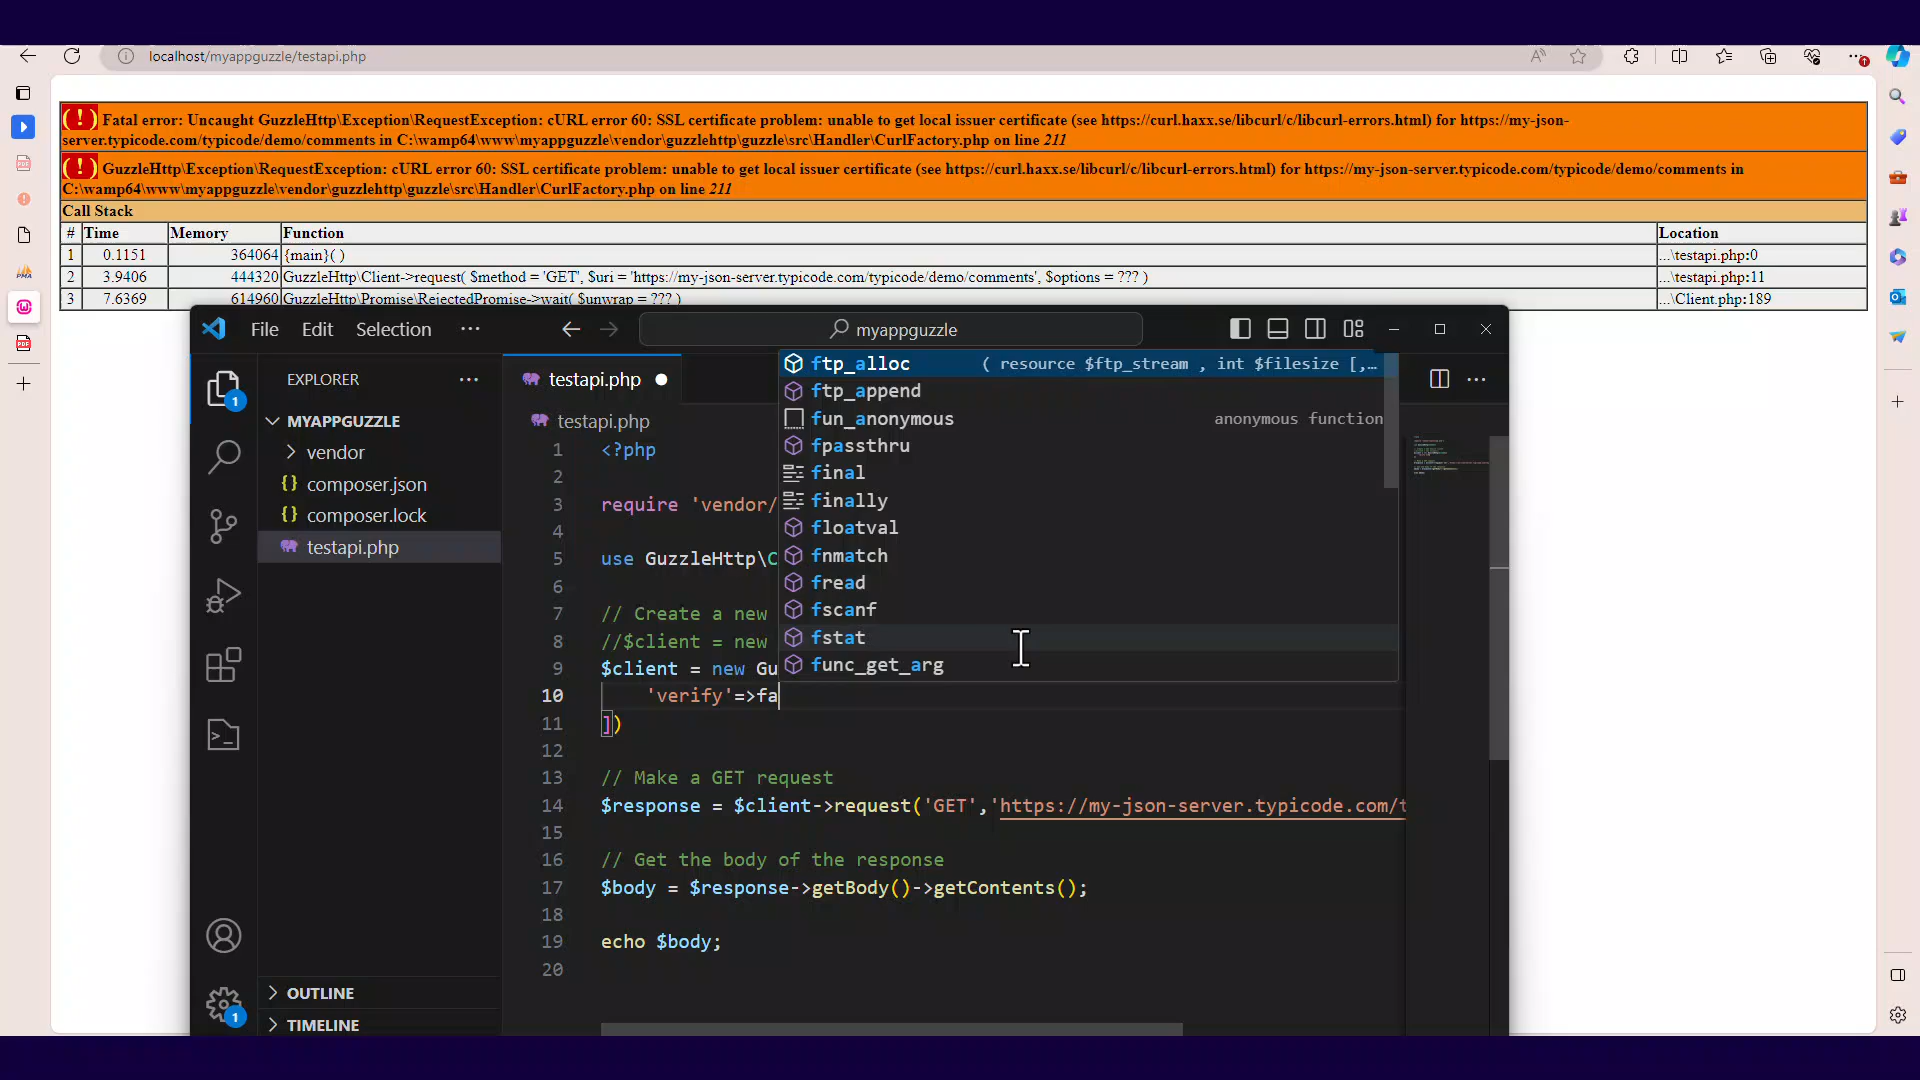 localhost/myappguzzle/testapi.php
( ! ) Fatal error: Uncaught GuzzleHttp\Exception\RequestException: cURL error 60: SSL certificate problem: unable to get local issuer certificate (see https://curl.haxx.se/libcurl/c/libcurl-errors.html) for https://my-json-
server.typicode.com/typicode/demo/comments in C:\wamp64\www\myappguzzle\vendor\guzzlehttp\guzzle\src\Handler\CurlFactory.php on line 211
( ! ) GuzzleHttp\Exception\RequestException: cURL error 60: SSL certificate problem: unable to get local issuer certificate (see https://curl.haxx.se/libcurl/c/libcurl-errors.html) for https://my-json-server.typicode.com/typicode/demo/comments in
C:\wamp64\www\myappguzzle\vendor\guzzlehttp\guzzle\src\Handler\CurlFactory.php on line 211
Call Stack
# Time Memory Function Location
1 0.1151 364064 {main}( ) ...\testapi.php:0
2 3.9406 444320 GuzzleHttp\Client->request( $method = 'GET', $uri = 'https://my-json-server.typicode.com/typicode/demo/comments', $options = ??? ) ...\testapi.php:11
3 7.6369 614960 GuzzleHttp\Promise\RejectedPromise->wait( $unwrap = ??? ) ...\Client.php:189
File Edit Selection ··· myappguzzle
EXPLORER ···
MYAPPGUZZLE
vendor
{} composer.json
{} composer.lock
testapi.php
OUTLINE
TIMELINE
1
1
testapi.php
testapi.php
ftp_alloc ( resource $ftp_stream , int $filesize [,…
ftp_append
fun_anonymous anonymous function
fpassthru
final
finally
floatval
fnmatch
fread
fscanf
fstat
func_get_arg
1 <?php
2
3 require 'vendor/
4
5 use GuzzleHttp\C
6
7 // Create a new
8 //$client = new
9 $client = new Gu
10 'verify'=>fa
11 ])
12
13 // Make a GET request
14 $response = $client->request('GET','https://my-json-server.typicode.com/t
15
16 // Get the body of the response
17 $body = $response->getBody()->getContents();
18
19 echo $body;
20